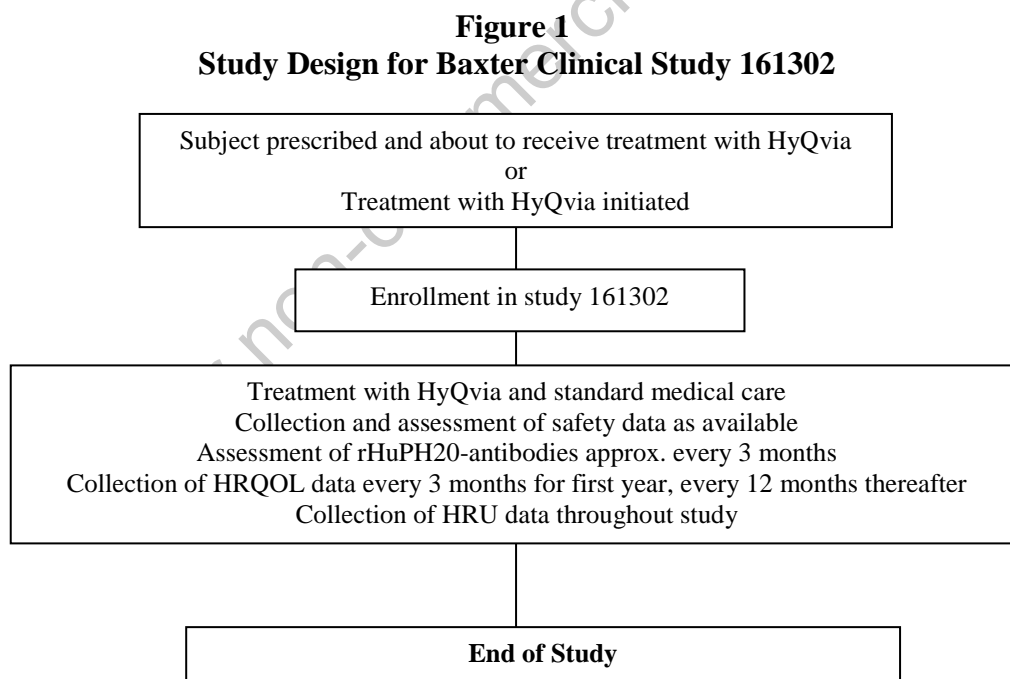 Figure 1
Study Design for Baxter Clinical Study 161302
Subject prescribed and about to receive treatment with HyQvia
or
Treatment with HyQvia initiated
Enrollment in study 161302
Treatment with HyQvia and standard medical care
Collection and assessment of safety data as available
Assessment of rHuPH20-antibodies approx. every 3 months
Collection of HRQOL data every 3 months for first year, every 12 months thereafter
Collection of HRU data throughout study
End of Study